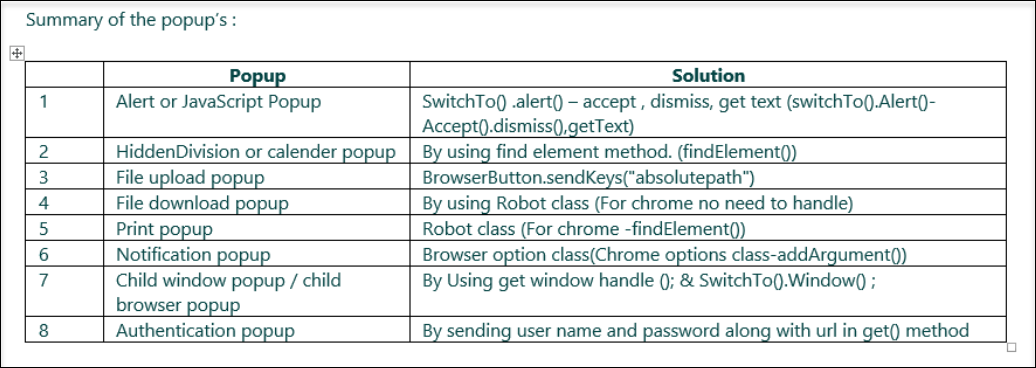 Summary of the popup's :
Popup Solution
1 Alert or JavaScript Popup SwitchTo() .alert() – accept , dismiss, get text (switchTo().Alert()-
Accept().dismiss(),getText)
2 HiddenDivision or calender popup By using find element method. (findElement())
3 File upload popup BrowserButton.sendKeys("absolutepath")
4 File download popup By using Robot class (For chrome no need to handle)
5 Print popup Robot class (For chrome -findElement())
6 Notification popup Browser option class(Chrome options class-addArgument())
7 Child window popup / child By Using get window handle (); & SwitchTo().Window() ;
browser popup
8 Authentication popup By sending user name and password along with url in get() method